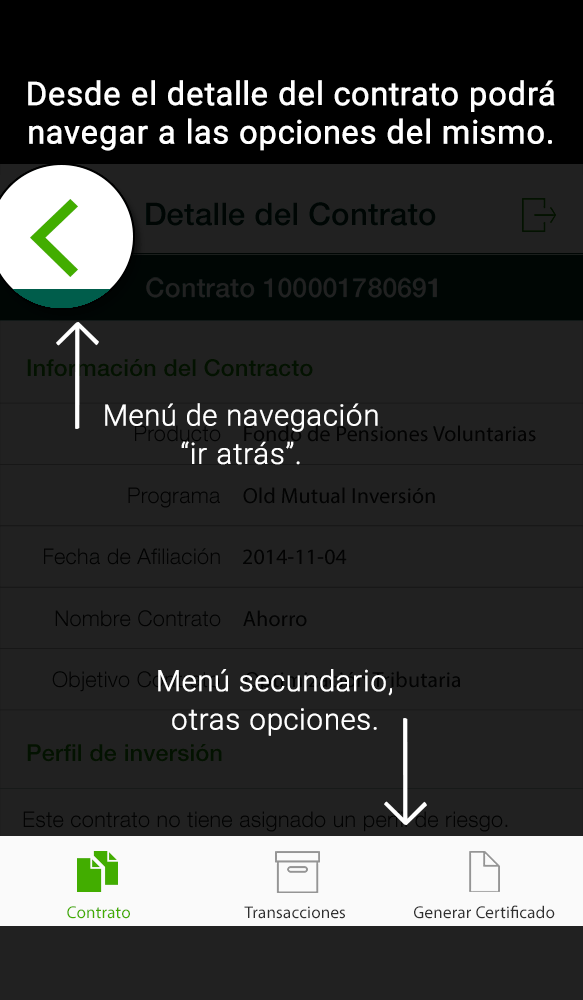 Desde el detalle del contrato podrá
navegar a las opciones del mismo.
Detalle del Contrato
Contrato 100001780691
Información del Contracto
Menú de navegación
“ir atrás”.
Producto Fondo de Pensiones Voluntarias
Programa Old Mutual Inversión
Fecha de Afiliación 2014-11-04
Nombre Contrato Ahorro
Menú secundario,
otras opciones.
Objetivo Tributaria
Perfil de inversión
Este contrato no tiene asignado un perfil de riesgo.
Contrato
Transacciones
Generar Certificado